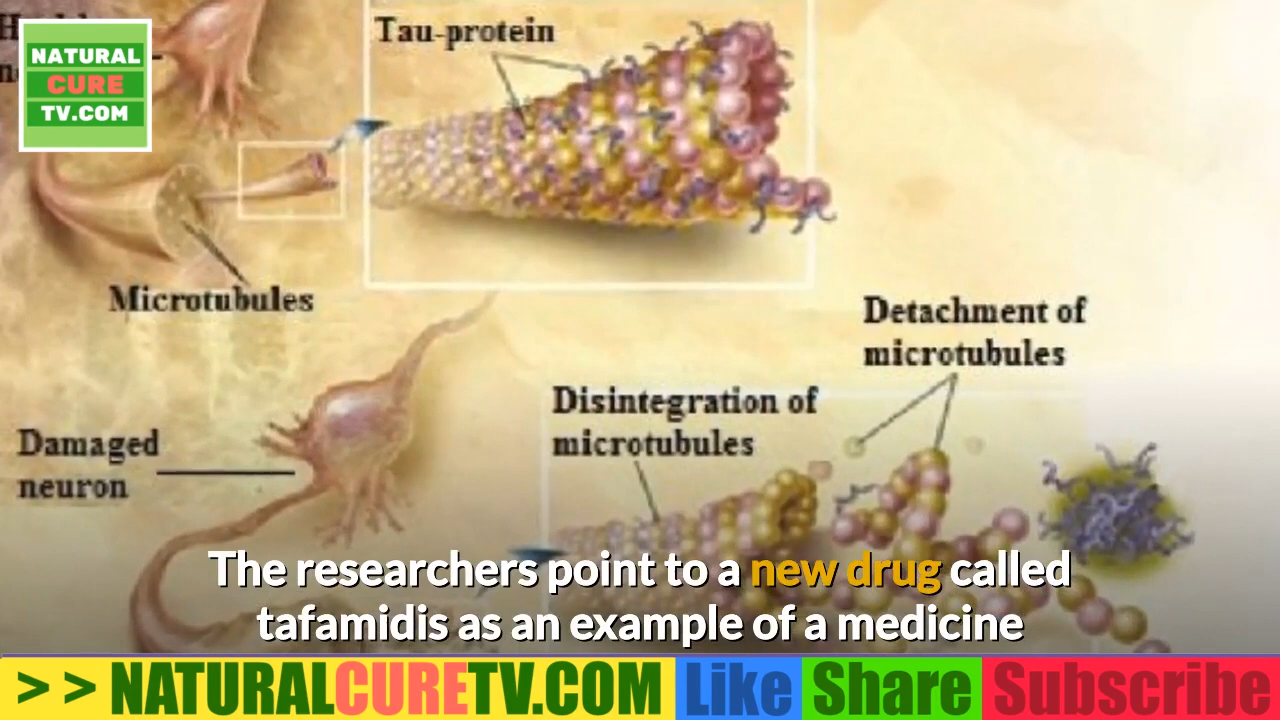 NATURAL
CURE
TV.COM
Tau-protein
Microtubules
Detachment of
microtubules
Disintegration of
microtubules
Damaged
neuron
The researchers point to a new drug called
tafamidis as an example of a medicine
> > NATURALCURETV.COM Like Share Subscribe